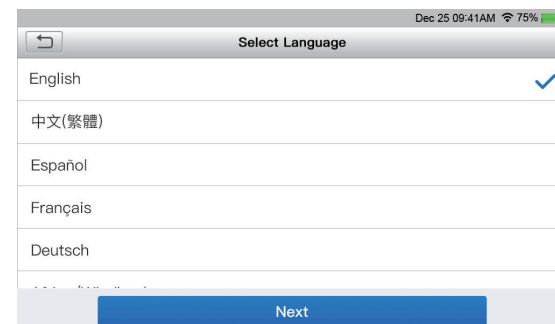 Dec 25 09:41AM 75%
Select Language
English
中文(繁體)
Español
Français
Deutsch
Next